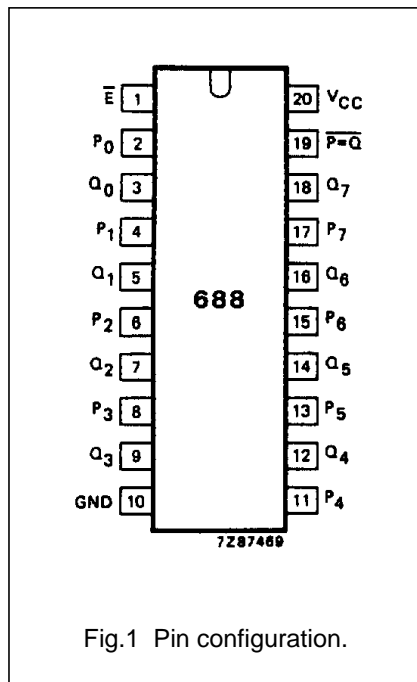 E̅ 1 20 VCC
P0 2 19 P̅=̅Q̅
Q0 3 18 Q7
P1 4 17 P7
Q1 5 16 Q6
P2 6 688 15 P6
Q2 7 14 Q5
P3 8 13 P5
Q3 9 12 Q4
GND 10 11 P4
7Z87469
Fig.1 Pin configuration.